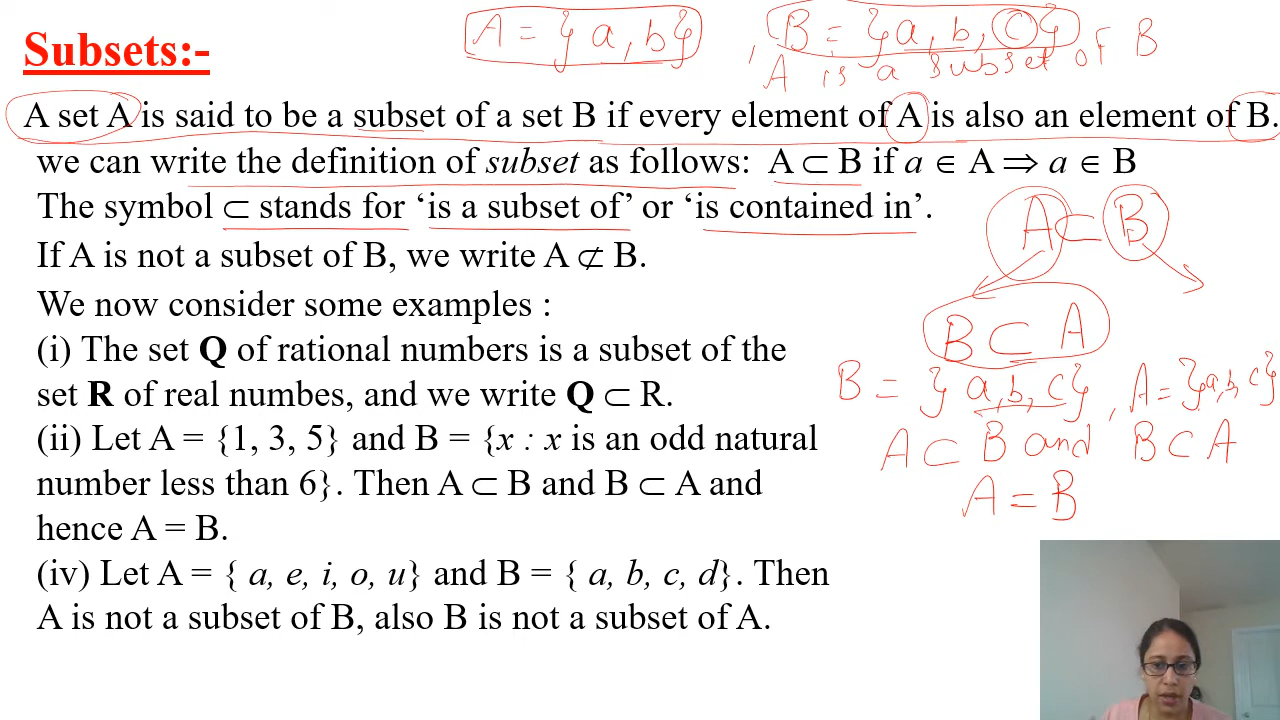 A = {a, b} , B = {a, b, c}
Subsets:-
A is a subset of B
A set A is said to be a subset of a set B if every element of A is also an element of B.
we can write the definition of subset as follows: A ⊂ B if a ∈ A ⇒ a ∈ B
The symbol ⊂ stands for ‘is a subset of’ or ‘is contained in’.
A ⊂ B
If A is not a subset of B, we write A ⊄ B.
We now consider some examples :
B ⊂ A
(i) The set Q of rational numbers is a subset of the
set R of real numbes, and we write Q ⊂ R.
B = {a, b, c} , A = {a, b, c}
(ii) Let A = {1, 3, 5} and B = {x : x is an odd natural
A ⊂ B and B ⊂ A
number less than 6}. Then A ⊂ B and B ⊂ A and
A = B
hence A = B.
(iv) Let A = { a, e, i, o, u} and B = { a, b, c, d}. Then
A is not a subset of B, also B is not a subset of A.